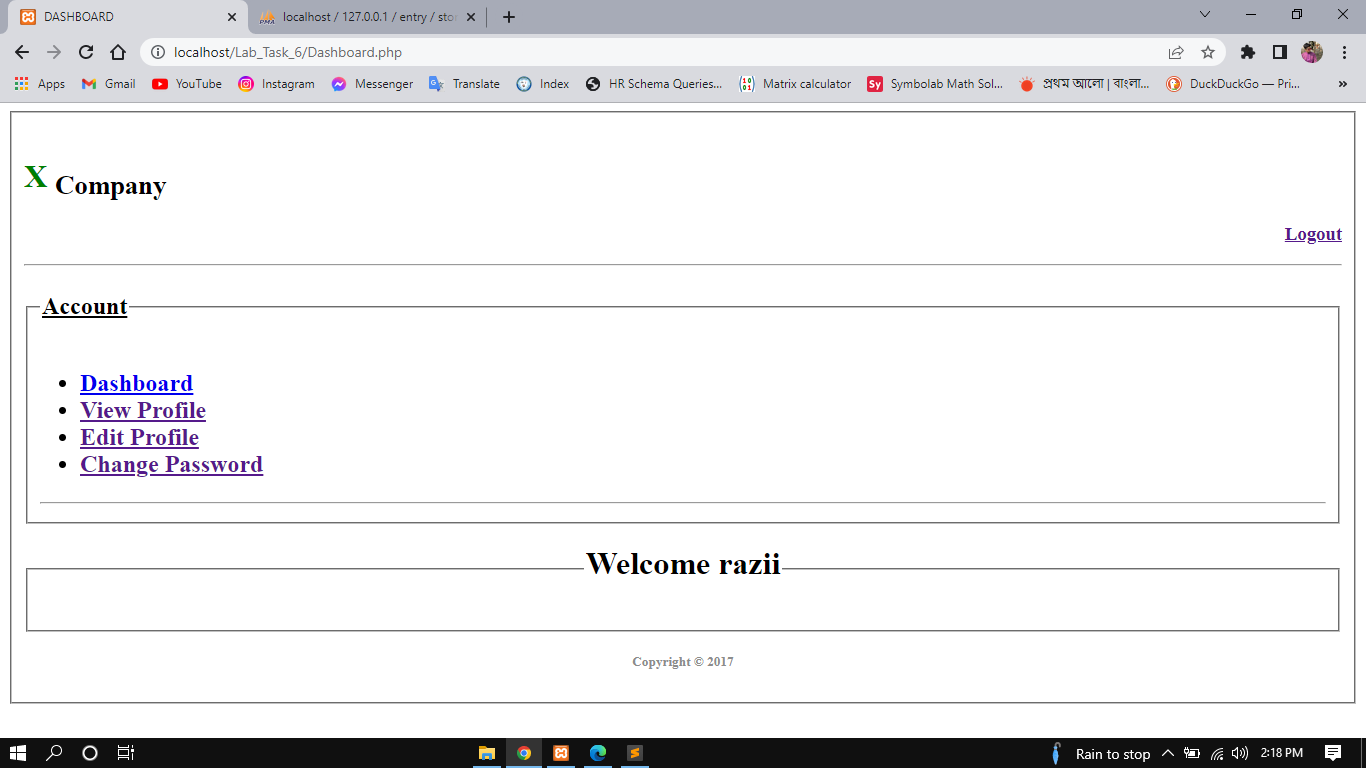 DASHBOARD
localhost / 127.0.0.1 / entry / sto
localhost/Lab_Task_6/Dashboard.php
Apps Gmail YouTube Instagram Messenger Translate Index HR Schema Queries... Matrix calculator Symbolab Math Sol... প্রথম আলো | বাংলা... DuckDuckGo — Pri... »
X Company
Logout
Account
• Dashboard
• View Profile
• Edit Profile
• Change Password
Welcome razii
Copyright © 2017
Rain to stop 2:18 PM